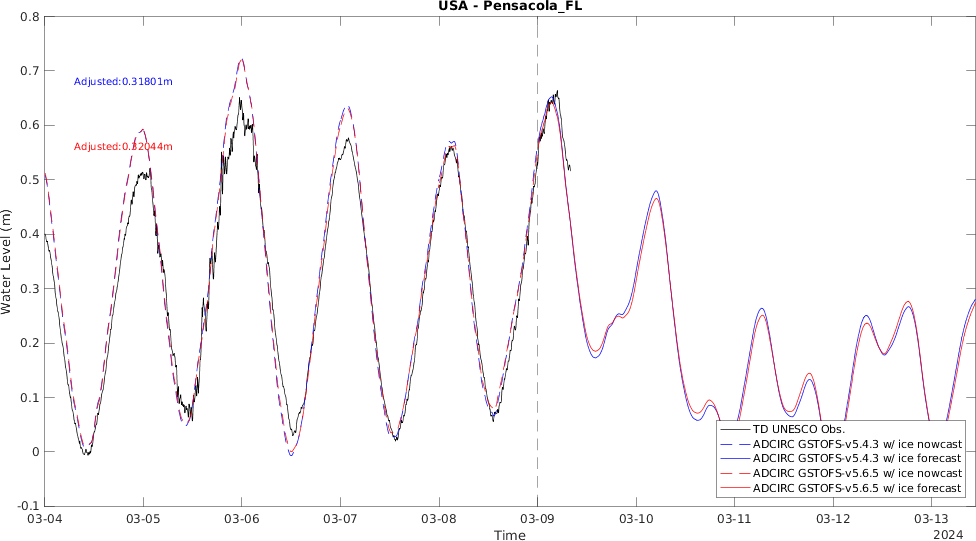 USA - Pensacola_FL
0.8
0.7
Adjusted:0.31801m
0.6
Adjusted:0.32044m
0.5
0.4
0.3
0.2
0.1
0
-0.1
Water Level (m)
TD UNESCO Obs.
ADCIRC GSTOFS-v5.4.3 w/ ice nowcast
ADCIRC GSTOFS-v5.4.3 w/ ice forecast
ADCIRC GSTOFS-v5.6.5 w/ ice nowcast
ADCIRC GSTOFS-v5.6.5 w/ ice forecast
03-04 03-05 03-06 03-07 03-08 03-09 03-10 03-11 03-12 03-13
Time
2024